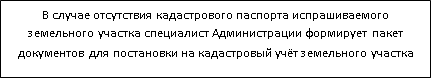 В случае отсутствия кадастрового паспорта испрашиваемого
земельного участка специалист Администрации формирует пакет
документов для постановки на кадастровый учёт земельного участка